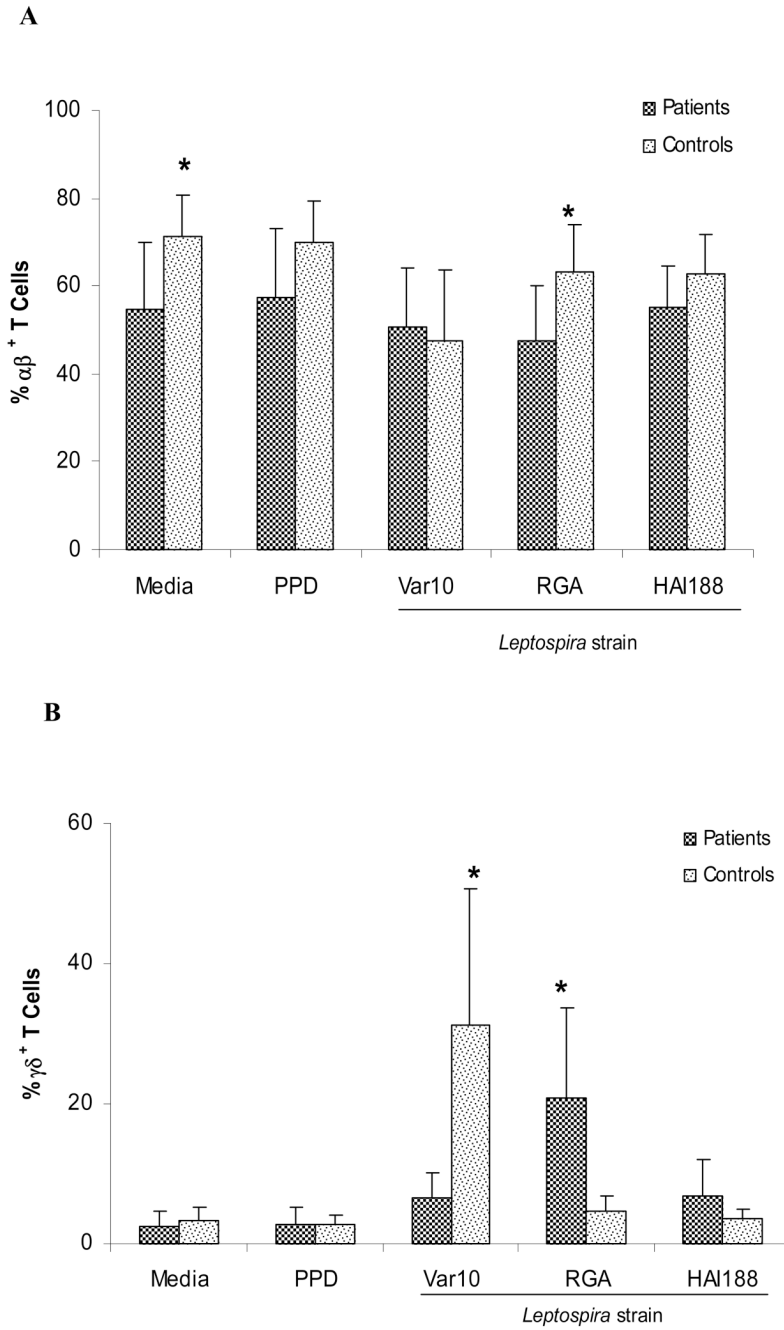 A
100
80
60
40
20
0
% αβ + T Cells
Patients
Controls
*
*
Media PPD Var10 RGA HAI188
Leptospira strain
B
60
40
20
0
%γδ + T Cells
Patients
Controls
*
*
Media PPD Var10 RGA HAI188
Leptospira strain